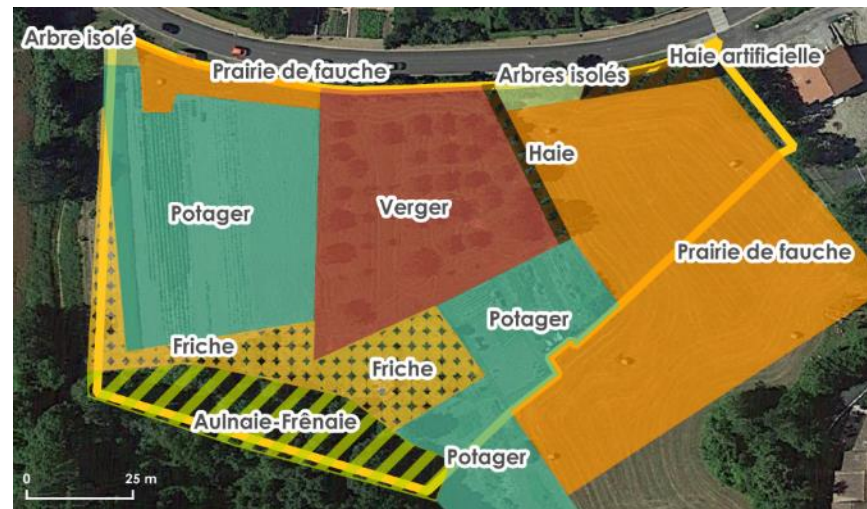 Arbre isolé
Prairie de fauche
Arbres isolés
Haie artificielle
Haie
Potager
Verger
Prairie de fauche
Potager
Friche
Friche
Aulnaie-Frênaie
Potager
0 25 m